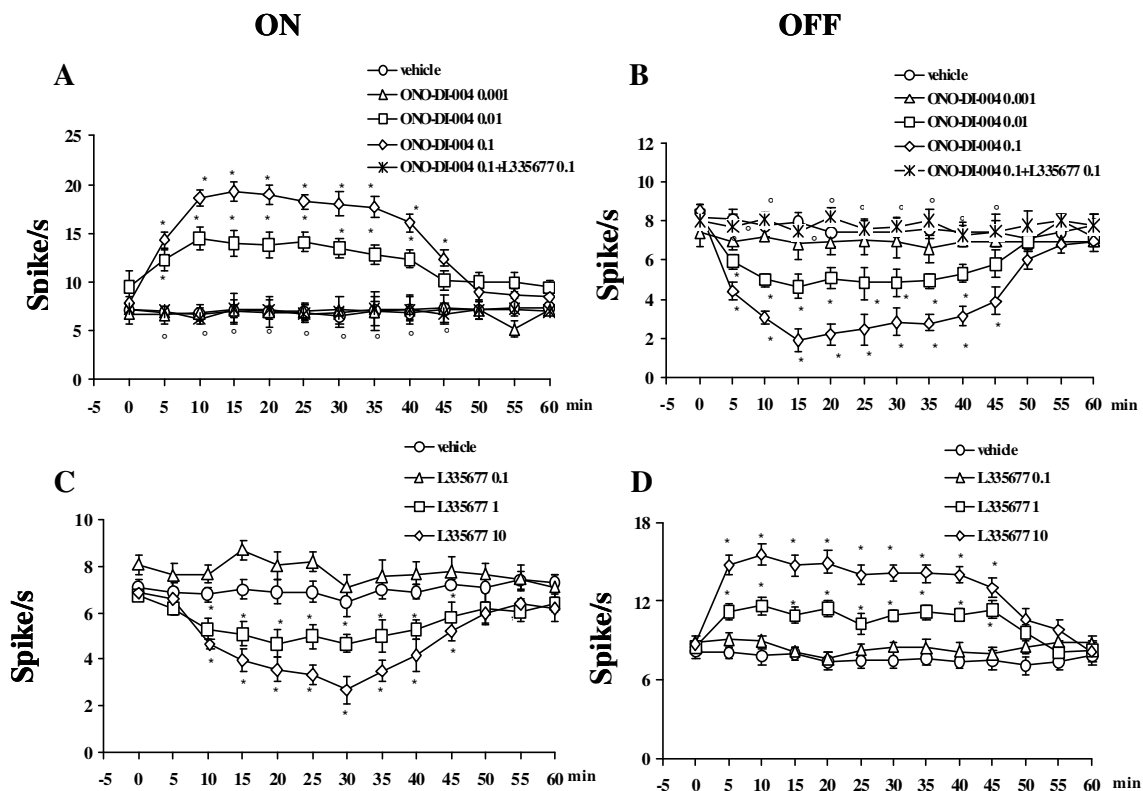 ON
OFF
A
vehicle
ONO-DI-004 0.001
ONO-DI-004 0.01
ONO-DI-004 0.1
ONO-DI-004 0.1+L335677 0.1
25
20
15
10
5
0
Spike/s
-5 0 5 10 15 20 25 30 35 40 45 50 55 60 min
B
vehicle
ONO-DI-004 0.001
ONO-DI-004 0.01
ONO-DI-004 0.1
ONO-DI-004 0.1+L335677 0.1
12
10
8
6
4
2
0
Spike/s
-5 0 5 10 15 20 25 30 35 40 45 50 55 60 min
C
vehicle
L335677 0.1
L335677 1
L335677 10
10
8
6
4
2
0
Spike/s
-5 0 5 10 15 20 25 30 35 40 45 50 55 60 min
D
vehicle
L335677 0.1
L335677 1
L335677 10
18
12
6
0
Spike/s
-5 0 5 10 15 20 25 30 35 40 45 50 55 60 min